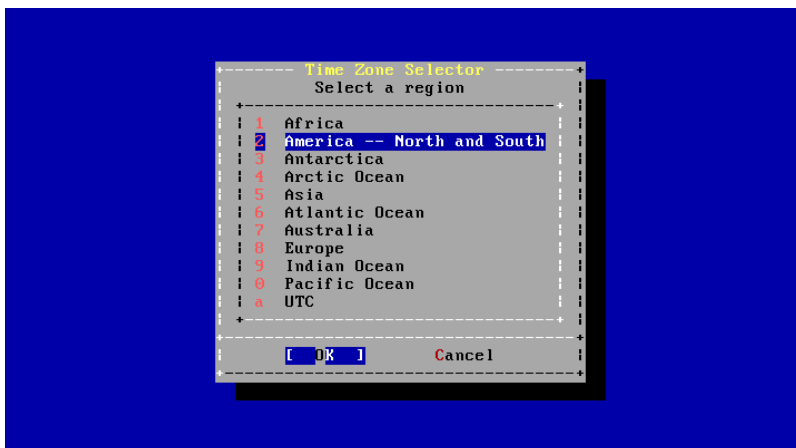 Time Zone Selector
Select a region
1 Africa
2 America -- North and South
3 Antarctica
4 Arctic Ocean
5 Asia
6 Atlantic Ocean
7 Australia
8 Europe
9 Indian Ocean
0 Pacific Ocean
a UTC
[ OK ] Cancel